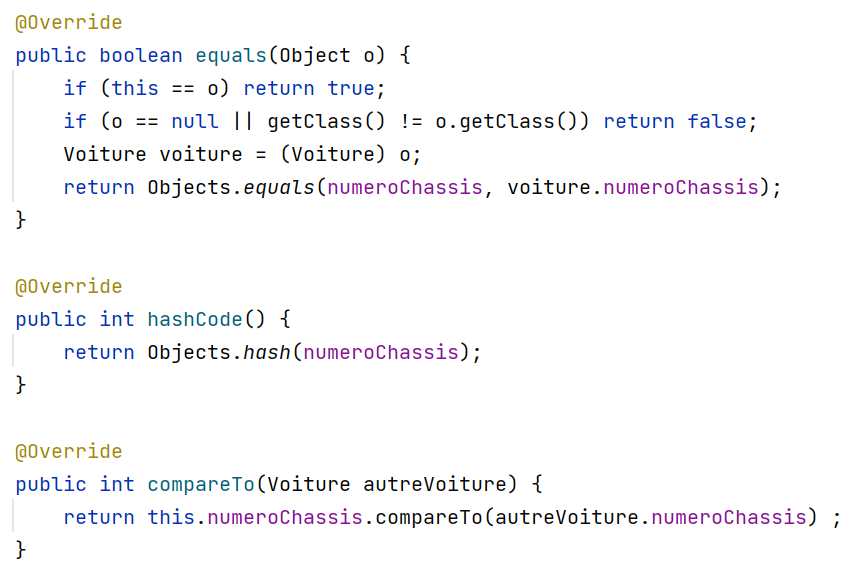 @Override
public boolean equals(Object o) {
    if (this == o) return true;
    if (o == null || getClass() != o.getClass()) return false;
    Voiture voiture = (Voiture) o;
    return Objects.equals(numeroChassis, voiture.numeroChassis);
}

@Override
public int hashCode() {
    return Objects.hash(numeroChassis);
}

@Override
public int compareTo(Voiture autreVoiture) {
    return this.numeroChassis.compareTo(autreVoiture.numeroChassis) ;
}